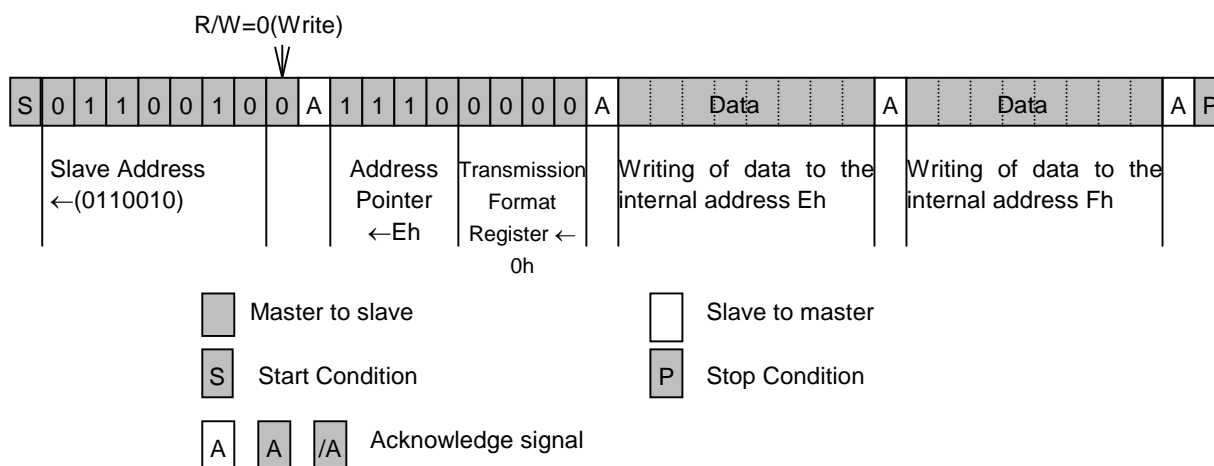 R/W=0(Write)
S 0 1 1 0 0 1 0 0 A 1 1 1 0 0 0 0 0 A Data A Data A P
Slave Address
←(0110010)
Address
Pointer
←Eh
Transmission
Format
Register ←
0h
Writing of data to the
internal address Eh
Writing of data to the
internal address Fh
Master to slave
Slave to master
S Start Condition
P Stop Condition
A A /A Acknowledge signal